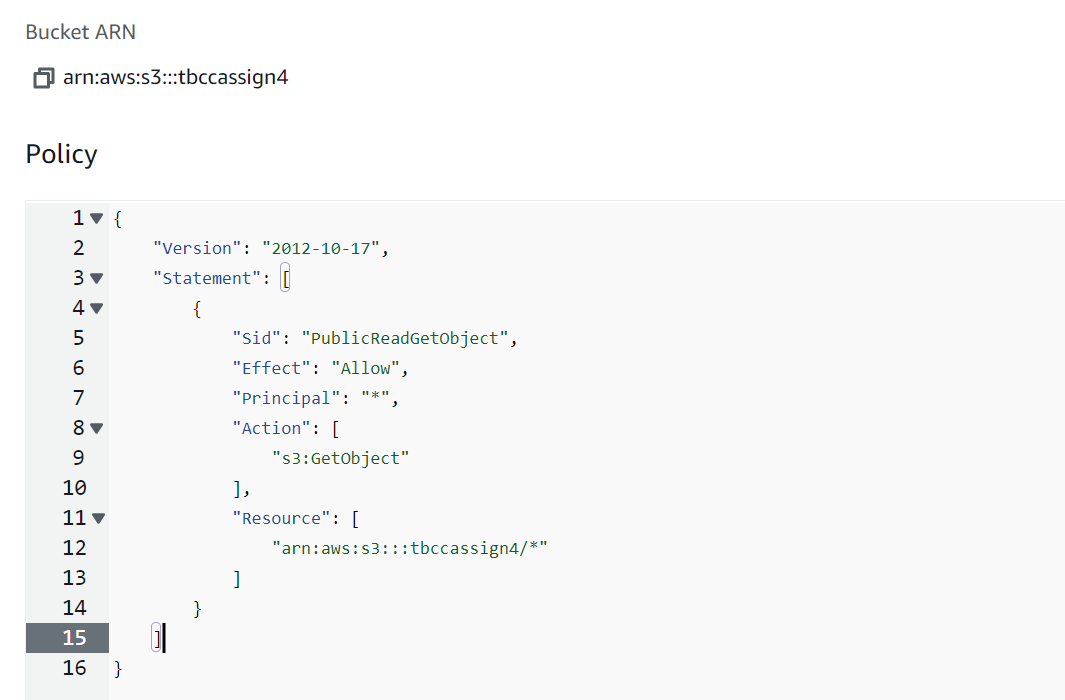 Bucket ARN
arn:aws:s3:::tbccassign4
Policy
1 {
2     "Version": "2012-10-17",
3     "Statement": [
4         {
5             "Sid": "PublicReadGetObject",
6             "Effect": "Allow",
7             "Principal": "*",
8             "Action": [
9                 "s3:GetObject"
10             ],
11             "Resource": [
12                 "arn:aws:s3:::tbccassign4/*"
13             ]
14         }
15     ]
16 }